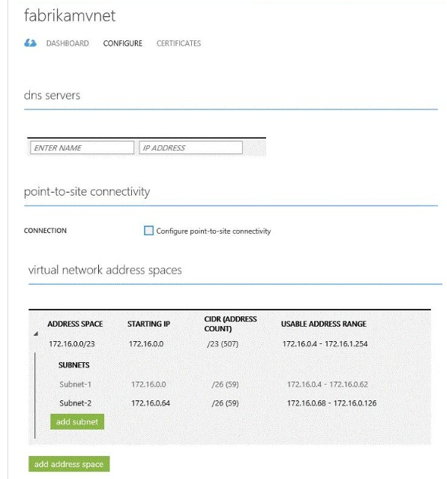 fabrikamvnet
DASHBOARD CONFIGURE CERTIFICATES
dns servers
ENTER NAME IP ADDRESS
point-to-site connectivity
CONNECTION Configure point-to-site connectivity
virtual network address spaces
ADDRESS SPACE STARTING IP CIDR (ADDRESS COUNT) USABLE ADDRESS RANGE
172.16.0.0/23 172.16.0.0 /23 (507) 172.16.0.4 - 172.16.1.254
SUBNETS
Subnet-1 172.16.0.0 /26 (59) 172.16.0.4 - 172.16.0.62
Subnet-2 172.16.0.64 /26 (59) 172.16.0.68 - 172.16.0.126
add subnet
add address space